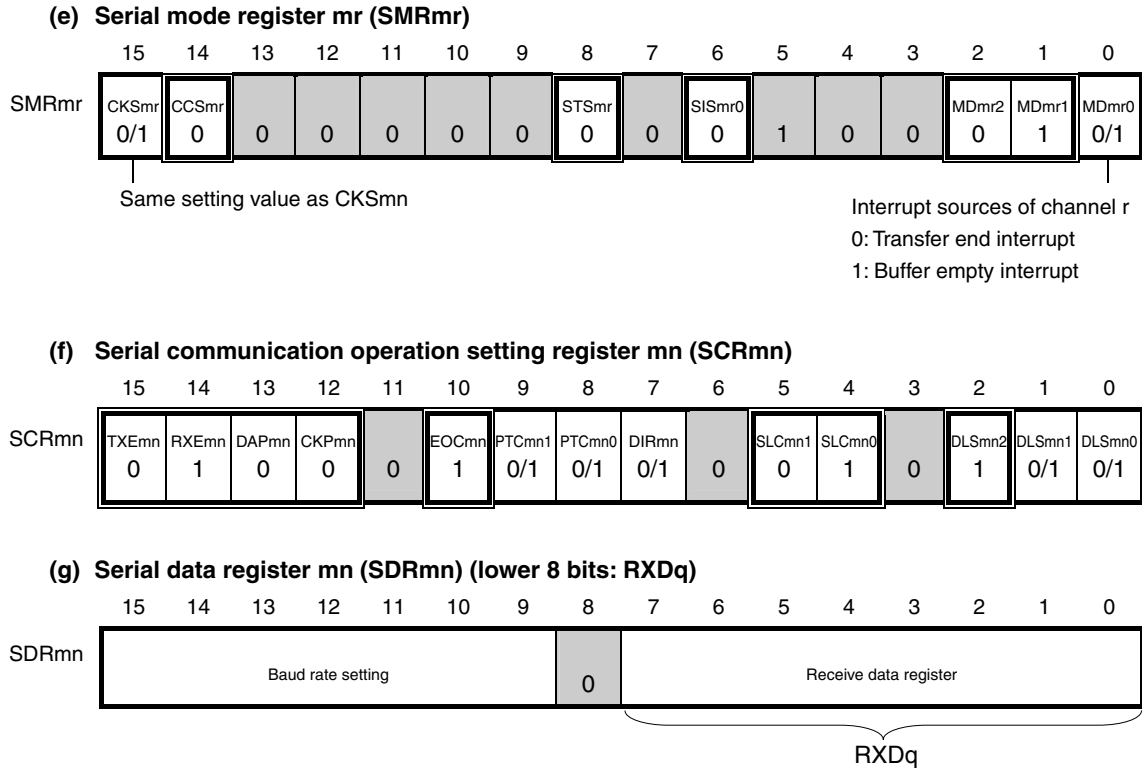 (e) Serial mode register mr (SMRmr)
15 14 13 12 11 10 9 8 7 6 5 4 3 2 1 0
SMRmr
CKSmr CCSmr STSmr SISmr0 MDmr2 MDmr1 MDmr0
0/1 0 0 0 0 0 0 0 0 0 1 0 0 0 1 0/1
Same setting value as CKSmn
Interrupt sources of channel r
0: Transfer end interrupt
1: Buffer empty interrupt
(f) Serial communication operation setting register mn (SCRmn)
15 14 13 12 11 10 9 8 7 6 5 4 3 2 1 0
SCRmn
TXEmn RXEmn DAPmn CKPmn EOCmn PTCmn1 PTCmn0 DIRmn SLCmn1 SLCmn0 DLSmn2 DLSmn1 DLSmn0
0 1 0 0 0 1 0/1 0/1 0/1 0 0 1 0 1 0/1 0/1
(g) Serial data register mn (SDRmn) (lower 8 bits: RXDq)
15 14 13 12 11 10 9 8 7 6 5 4 3 2 1 0
SDRmn
Baud rate setting 0 Receive data register
RXDq